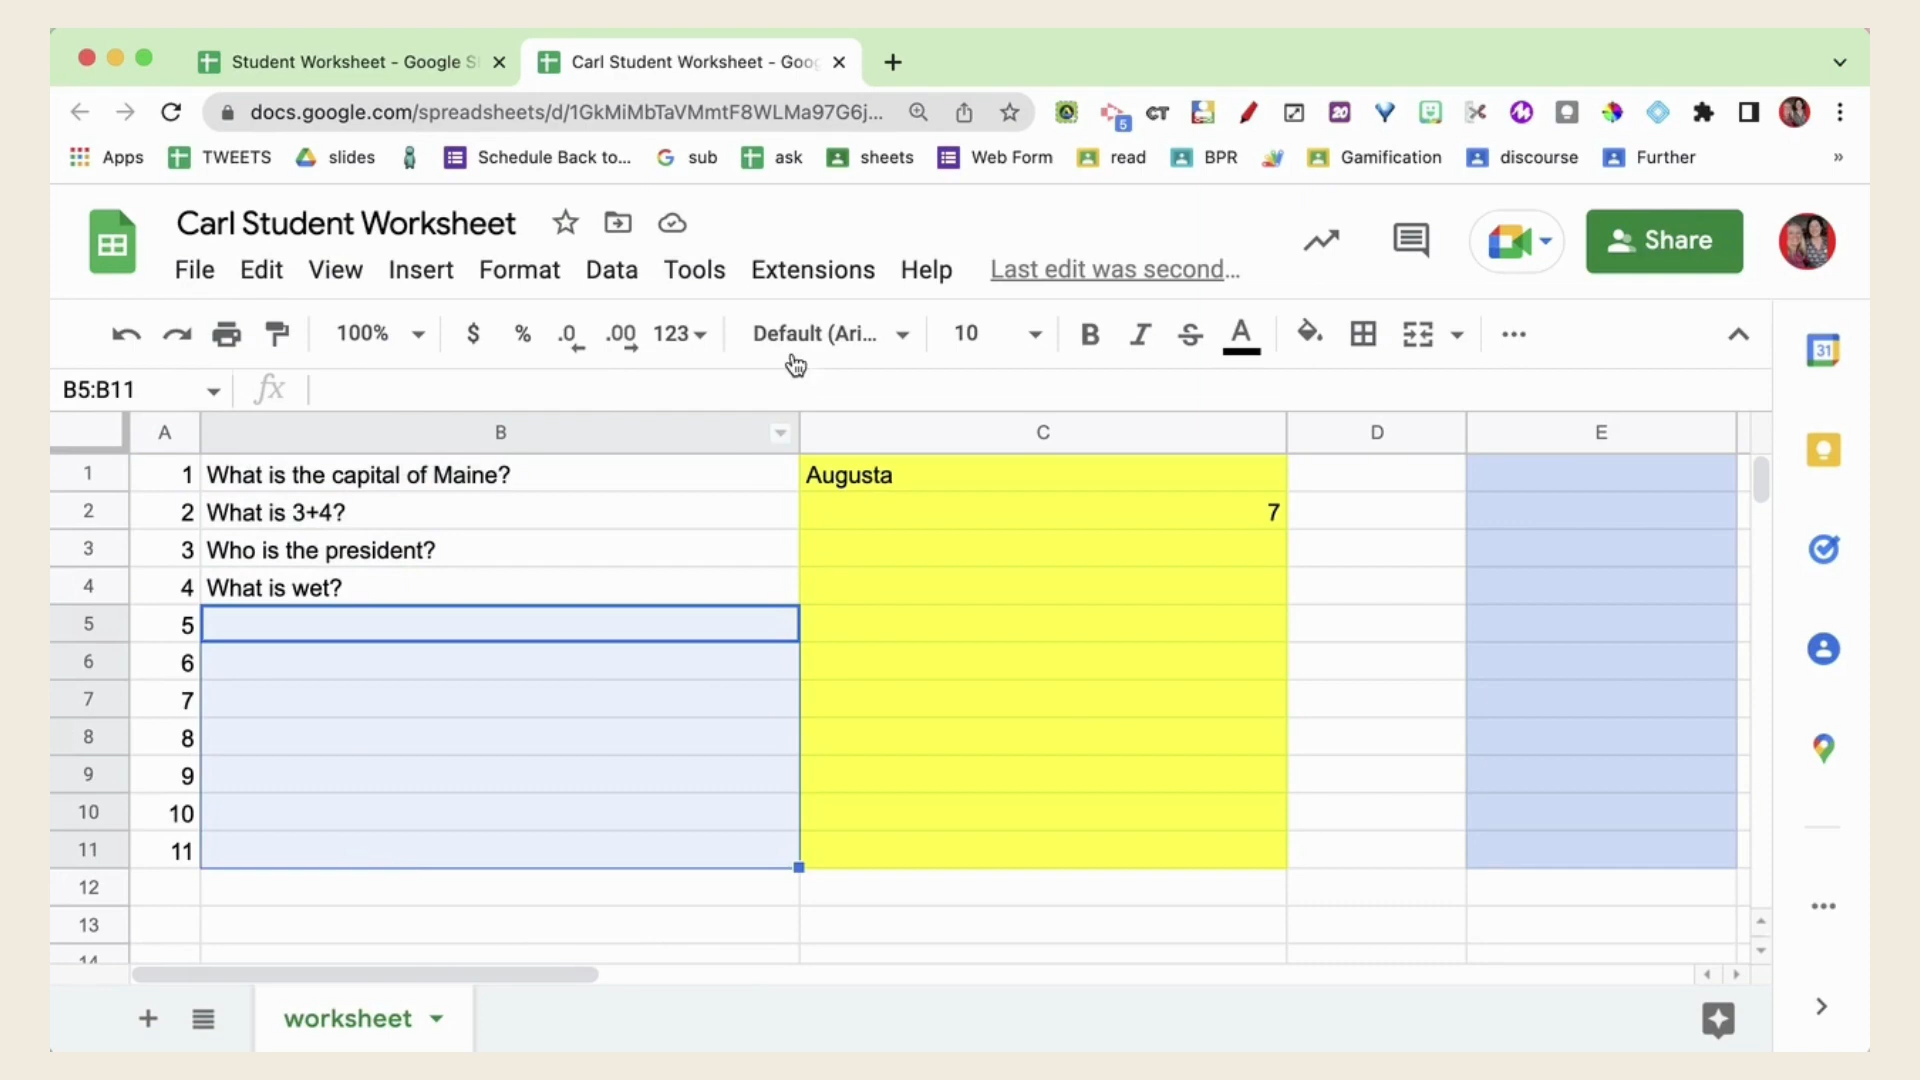 Student Worksheet - Google S
Carl Student Worksheet - Goo
docs.google.com/spreadsheets/d/1GkMiMbTaVMmtF8WLMa97G6j...
5
CT
20
Apps
TWEETS
slides
Schedule Back to...
sub
ask
sheets
Web Form
read
BPR
Gamification
discourse
Further
»
Carl Student Worksheet
Share
File Edit View Insert Format Data Tools Extensions Help Last edit was second...
100% $ % .0 .00 123 Default (Ari... 10 B I S A
31
B5:B11 fx
A B C D E
1 1 What is the capital of Maine? Augusta
2 2 What is 3+4? 7
3 3 Who is the president?
4 4 What is wet?
5 5
6 6
7 7
8 8
9 9
10 10
11 11
12
13
14
worksheet